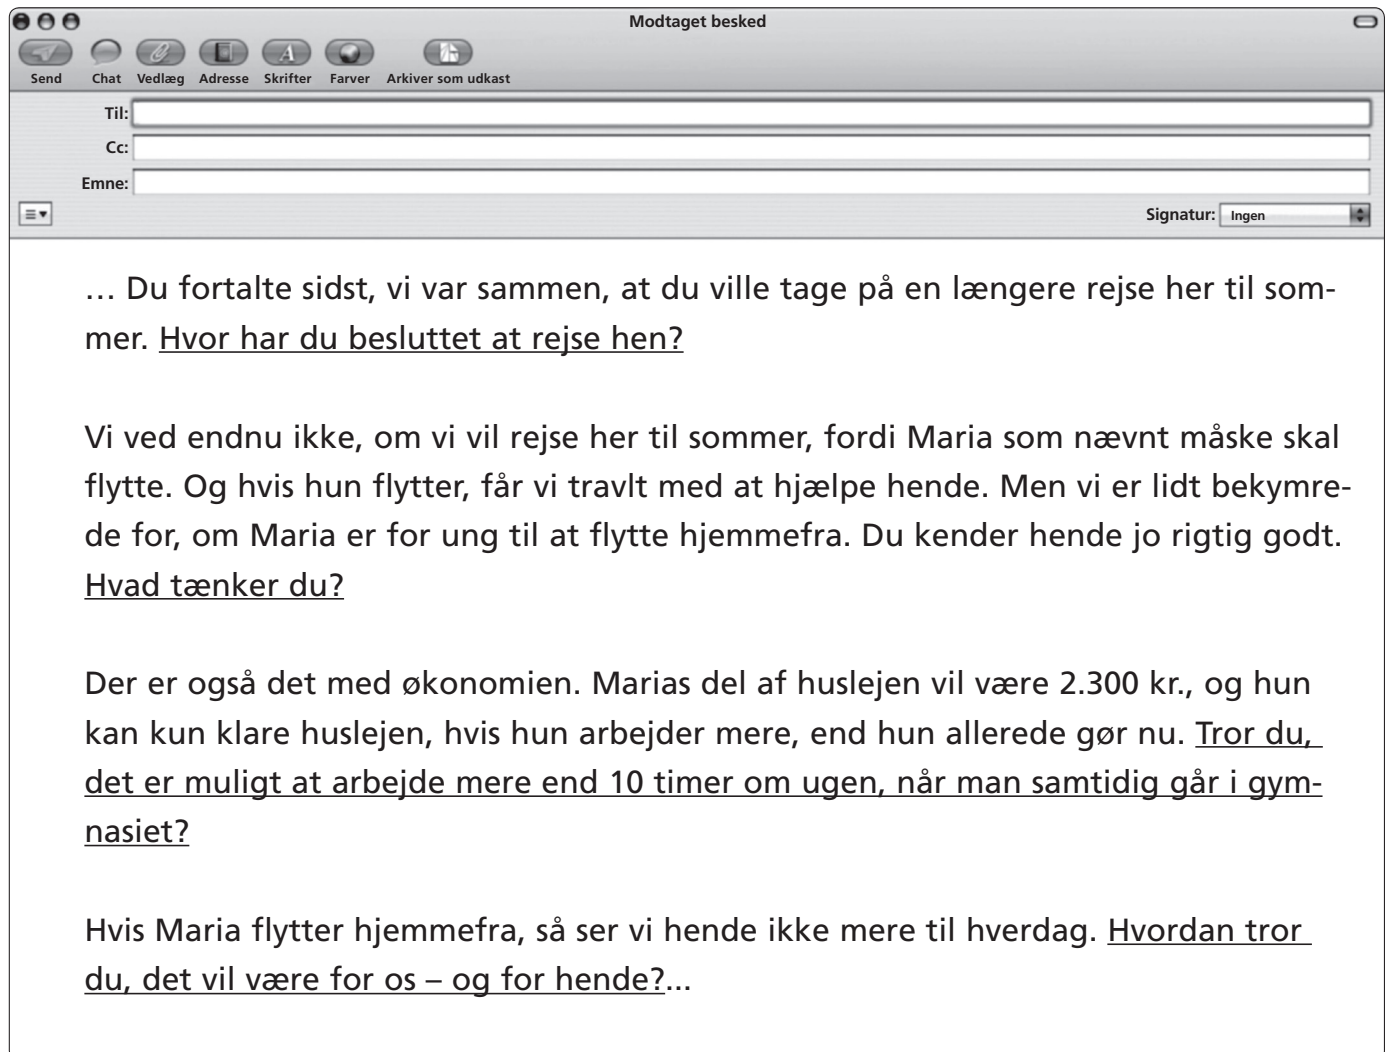 Modtaget besked
Send Chat Vedlæg Adresse Skrifter Farver Arkiver som udkast
Til:
Cc:
Emne:
Signatur: Ingen
… Du fortalte sidst, vi var sammen, at du ville tage på en længere rejse her til som-
mer. Hvor har du besluttet at rejse hen?
Vi ved endnu ikke, om vi vil rejse her til sommer, fordi Maria som nævnt måske skal
flytte. Og hvis hun flytter, får vi travlt med at hjælpe hende. Men vi er lidt bekymre-
de for, om Maria er for ung til at flytte hjemmefra. Du kender hende jo rigtig godt.
Hvad tænker du?
Der er også det med økonomien. Marias del af huslejen vil være 2.300 kr., og hun
kan kun klare huslejen, hvis hun arbejder mere, end hun allerede gør nu. Tror du,
det er muligt at arbejde mere end 10 timer om ugen, når man samtidig går i gym-
nasiet?
Hvis Maria flytter hjemmefra, så ser vi hende ikke mere til hverdag. Hvordan tror
du, det vil være for os – og for hende?...